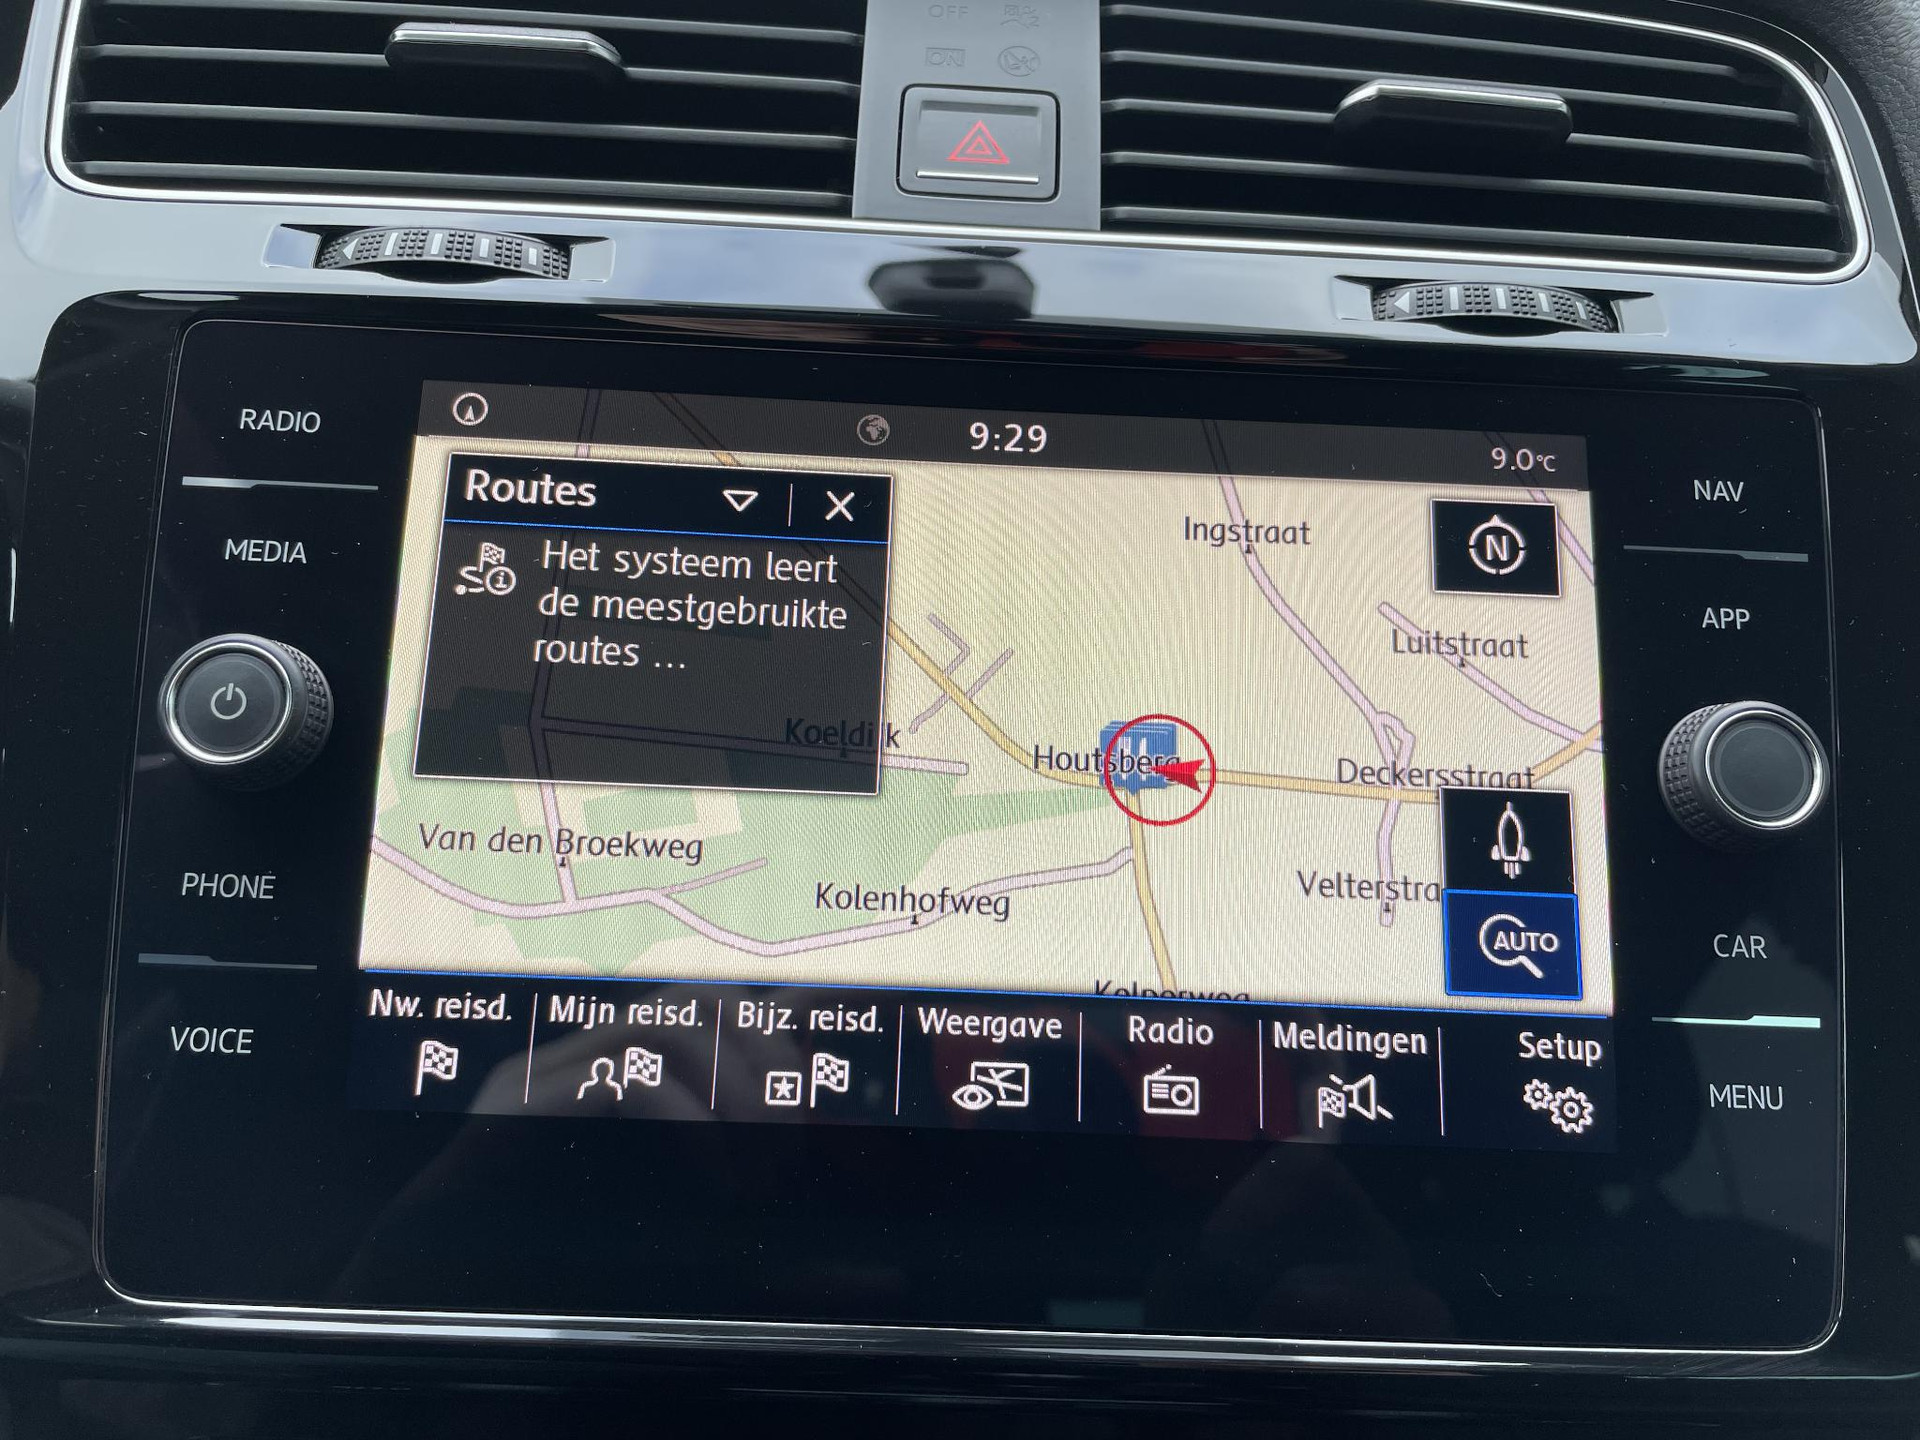 OFF
ON
RADIO
MEDIA
PHONE
VOICE
NAV
APP
CAR
MENU
9:29
9.0°C
Routes
Het systeem leert
de meestgebruikte
routes ...
N
Ingstraat
Luitstraat
Koeldijk
Houtsberg
Deckersstraat
Van den Broekweg
Kolenhofweg
Velterstra
AUTO
Nw. reisd.
Mijn reisd.
Bijz. reisd.
Weergave
Radio
Meldingen
Setup